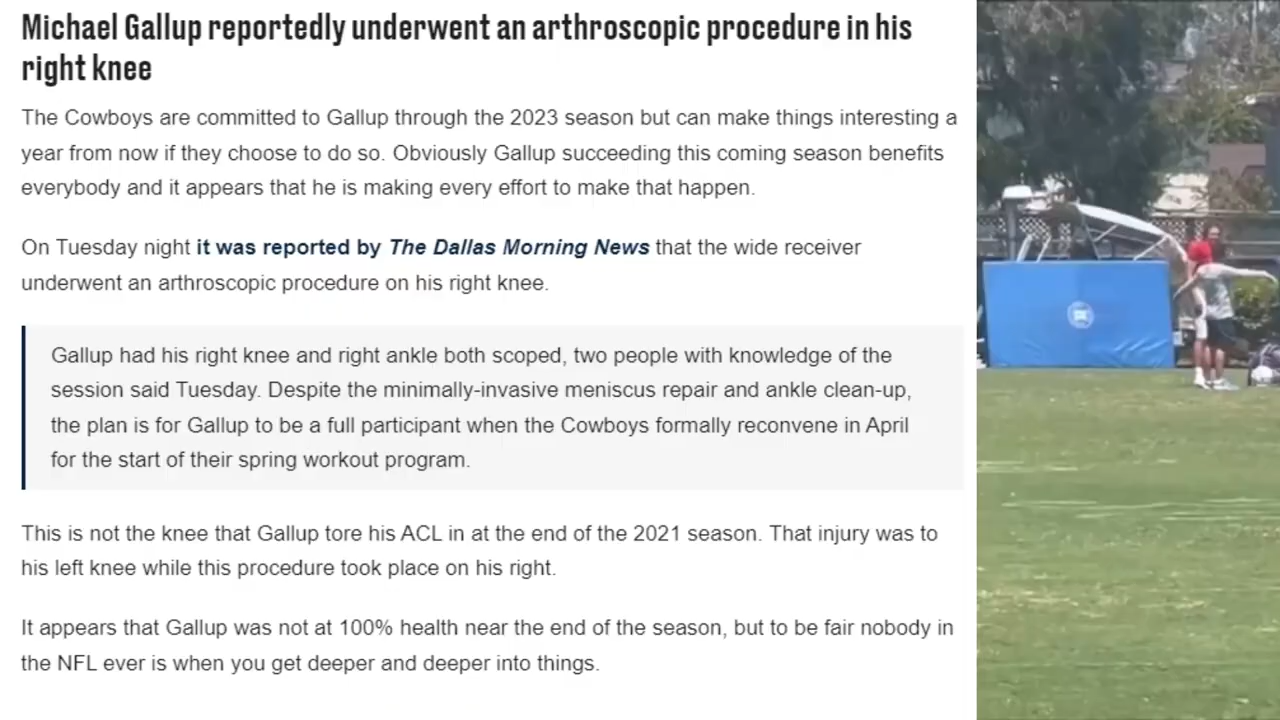 Michael Gallup reportedly underwent an arthroscopic procedure in his
right knee
The Cowboys are committed to Gallup through the 2023 season but can make things interesting a
year from now if they choose to do so. Obviously Gallup succeeding this coming season benefits
everybody and it appears that he is making every effort to make that happen.
On Tuesday night it was reported by The Dallas Morning News that the wide receiver
underwent an arthroscopic procedure on his right knee.
Gallup had his right knee and right ankle both scoped, two people with knowledge of the
session said Tuesday. Despite the minimally-invasive meniscus repair and ankle clean-up,
the plan is for Gallup to be a full participant when the Cowboys formally reconvene in April
for the start of their spring workout program.
This is not the knee that Gallup tore his ACL in at the end of the 2021 season. That injury was to
his left knee while this procedure took place on his right.
It appears that Gallup was not at 100% health near the end of the season, but to be fair nobody in
the NFL ever is when you get deeper and deeper into things.